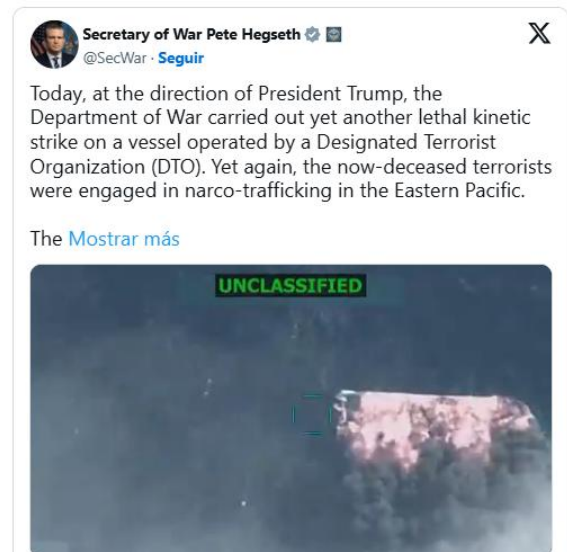 Secretary of War Pete Hegseth
@SecWar · Seguir
Today, at the direction of President Trump, the
Department of War carried out yet another lethal kinetic
strike on a vessel operated by a Designated Terrorist
Organization (DTO). Yet again, the now-deceased terrorists
were engaged in narco-trafficking in the Eastern Pacific.
The Mostrar más
UNCLASSIFIED